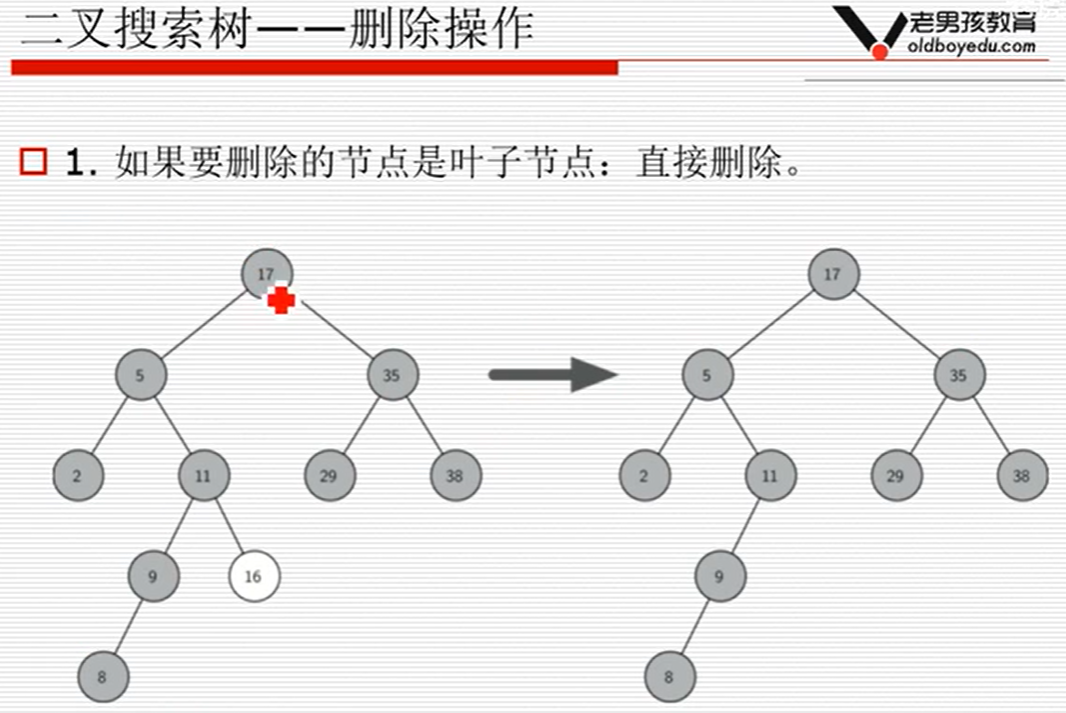 二叉搜索树——删除操作
老男孩教育
oldboyedu.com
1. 如果要删除的节点是叶子节点：直接删除。
17 17
5 35 5 35
2 11 29 38 2 11 29 38
9 16 9
8 8